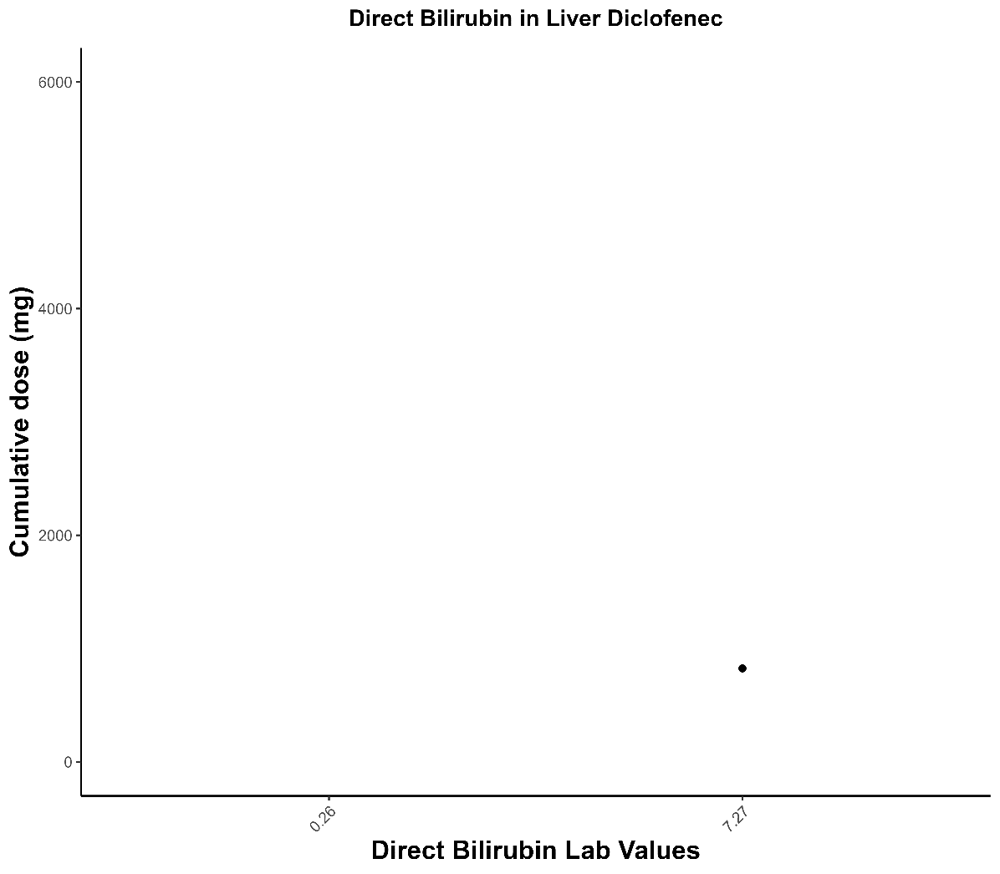 Direct Bilirubin in Liver Diclofenec
Cumulative dose (mg)
6000
4000
2000
0
0.26
7.27
Direct Bilirubin Lab Values